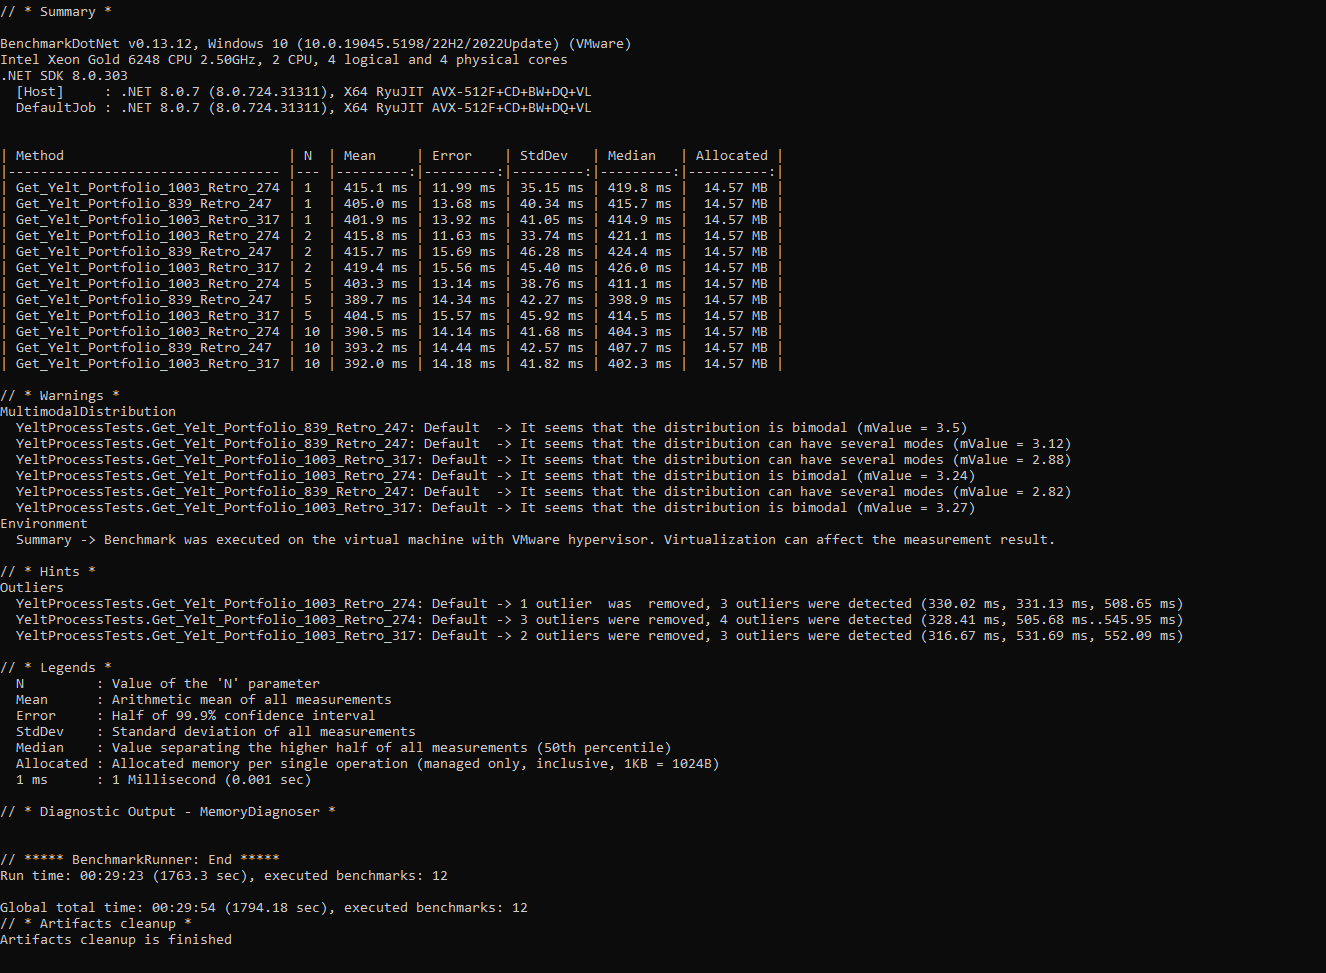 // * Summary *
BenchmarkDotNet v0.13.12, Windows 10 (10.0.19045.5198/22H2/2022Update) (VMware)
Intel Xeon Gold 6248 CPU 2.50GHz, 2 CPU, 4 logical and 4 physical cores
.NET SDK 8.0.303
  [Host]     : .NET 8.0.7 (8.0.724.31311), X64 RyuJIT AVX-512F+CD+BW+DQ+VL
  DefaultJob : .NET 8.0.7 (8.0.724.31311), X64 RyuJIT AVX-512F+CD+BW+DQ+VL
| Method                            | N  | Mean     | Error    | StdDev   | Median   | Allocated |
|---------------------------------- |--- |---------:|---------:|---------:|---------:|----------:|
| Get_Yelt_Portfolio_1003_Retro_274 | 1  | 415.1 ms | 11.99 ms | 35.15 ms | 419.8 ms |  14.57 MB |
| Get_Yelt_Portfolio_839_Retro_247  | 1  | 405.0 ms | 13.68 ms | 40.34 ms | 415.7 ms |  14.57 MB |
| Get_Yelt_Portfolio_1003_Retro_317 | 1  | 401.9 ms | 13.92 ms | 41.05 ms | 414.9 ms |  14.57 MB |
| Get_Yelt_Portfolio_1003_Retro_274 | 2  | 415.8 ms | 11.63 ms | 33.74 ms | 421.1 ms |  14.57 MB |
| Get_Yelt_Portfolio_839_Retro_247  | 2  | 415.7 ms | 15.69 ms | 46.28 ms | 424.4 ms |  14.57 MB |
| Get_Yelt_Portfolio_1003_Retro_317 | 2  | 419.4 ms | 15.56 ms | 45.40 ms | 426.0 ms |  14.57 MB |
| Get_Yelt_Portfolio_1003_Retro_274 | 5  | 403.3 ms | 13.14 ms | 38.76 ms | 411.1 ms |  14.57 MB |
| Get_Yelt_Portfolio_839_Retro_247  | 5  | 389.7 ms | 14.34 ms | 42.27 ms | 398.9 ms |  14.57 MB |
| Get_Yelt_Portfolio_1003_Retro_317 | 5  | 404.5 ms | 15.57 ms | 45.92 ms | 414.5 ms |  14.57 MB |
| Get_Yelt_Portfolio_1003_Retro_274 | 10 | 390.5 ms | 14.14 ms | 41.68 ms | 404.3 ms |  14.57 MB |
| Get_Yelt_Portfolio_839_Retro_247  | 10 | 393.2 ms | 14.44 ms | 42.57 ms | 407.7 ms |  14.57 MB |
| Get_Yelt_Portfolio_1003_Retro_317 | 10 | 392.0 ms | 14.18 ms | 41.82 ms | 402.3 ms |  14.57 MB |
// * Warnings *
MultimodalDistribution
  YeltProcessTests.Get_Yelt_Portfolio_839_Retro_247: Default  -> It seems that the distribution is bimodal (mValue = 3.5)
  YeltProcessTests.Get_Yelt_Portfolio_839_Retro_247: Default  -> It seems that the distribution can have several modes (mValue = 3.12)
  YeltProcessTests.Get_Yelt_Portfolio_1003_Retro_317: Default -> It seems that the distribution can have several modes (mValue = 2.88)
  YeltProcessTests.Get_Yelt_Portfolio_1003_Retro_274: Default -> It seems that the distribution is bimodal (mValue = 3.24)
  YeltProcessTests.Get_Yelt_Portfolio_839_Retro_247: Default  -> It seems that the distribution can have several modes (mValue = 2.82)
  YeltProcessTests.Get_Yelt_Portfolio_1003_Retro_317: Default -> It seems that the distribution is bimodal (mValue = 3.27)
Environment
  Summary -> Benchmark was executed on the virtual machine with VMware hypervisor. Virtualization can affect the measurement result.
// * Hints *
Outliers
  YeltProcessTests.Get_Yelt_Portfolio_1003_Retro_274: Default -> 1 outlier  was  removed, 3 outliers were detected (330.02 ms, 331.13 ms, 508.65 ms)
  YeltProcessTests.Get_Yelt_Portfolio_1003_Retro_274: Default -> 3 outliers were removed, 4 outliers were detected (328.41 ms, 505.68 ms..545.95 ms)
  YeltProcessTests.Get_Yelt_Portfolio_1003_Retro_317: Default -> 2 outliers were removed, 3 outliers were detected (316.67 ms, 531.69 ms, 552.09 ms)
// * Legends *
  N         : Value of the 'N' parameter
  Mean      : Arithmetic mean of all measurements
  Error     : Half of 99.9% confidence interval
  StdDev    : Standard deviation of all measurements
  Median    : Value separating the higher half of all measurements (50th percentile)
  Allocated : Allocated memory per single operation (managed only, inclusive, 1KB = 1024B)
  1 ms      : 1 Millisecond (0.001 sec)
// * Diagnostic Output - MemoryDiagnoser *
// ***** BenchmarkRunner: End *****
Run time: 00:29:23 (1763.3 sec), executed benchmarks: 12
Global total time: 00:29:54 (1794.18 sec), executed benchmarks: 12
// * Artifacts cleanup *
Artifacts cleanup is finished